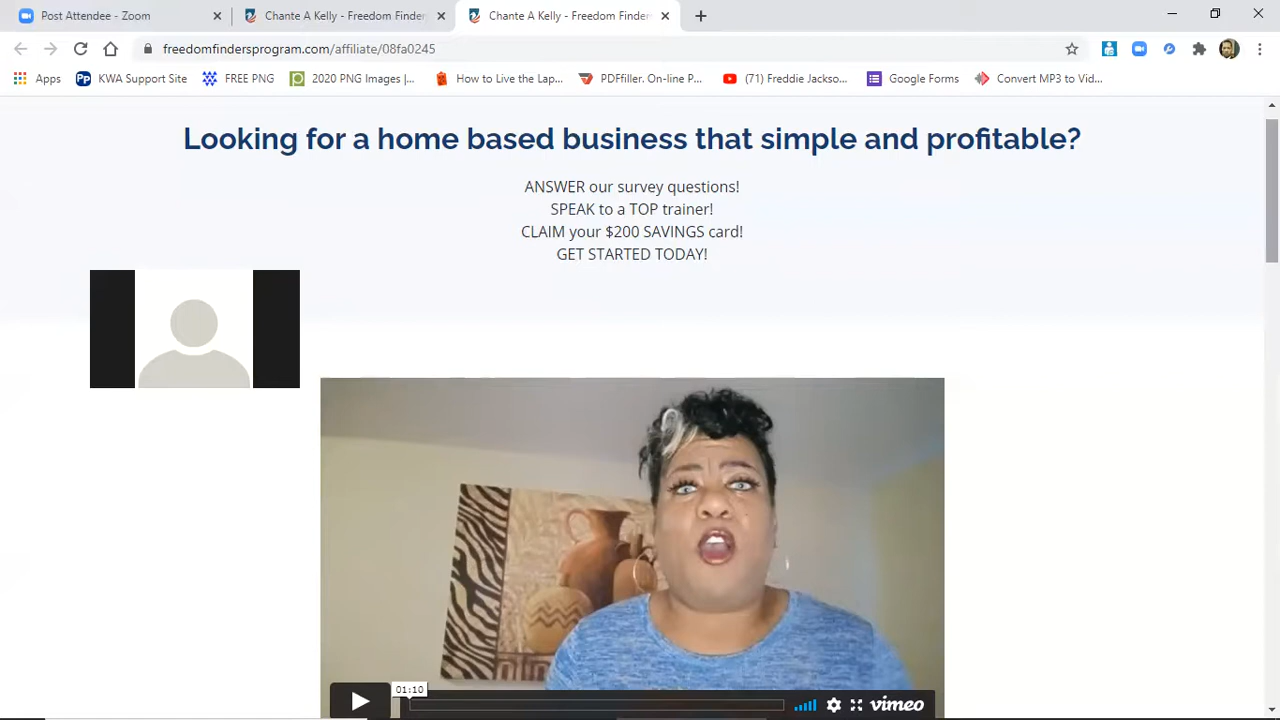 Post Attendee - Zoom
Chante A Kelly - Freedom Finder
Chante A Kelly - Freedom Finder
freedomfindersprogram.com/affiliate/08fa0245
Apps
KWA Support Site
FREE PNG
2020 PNG Images |...
How to Live the Lap...
PDFfiller. On-line P...
(71) Freddie Jackso...
Google Forms
Convert MP3 to Vid...
Looking for a home based business that simple and profitable?
ANSWER our survey questions!
SPEAK to a TOP trainer!
CLAIM your $200 SAVINGS card!
GET STARTED TODAY!
01:10
vimeo